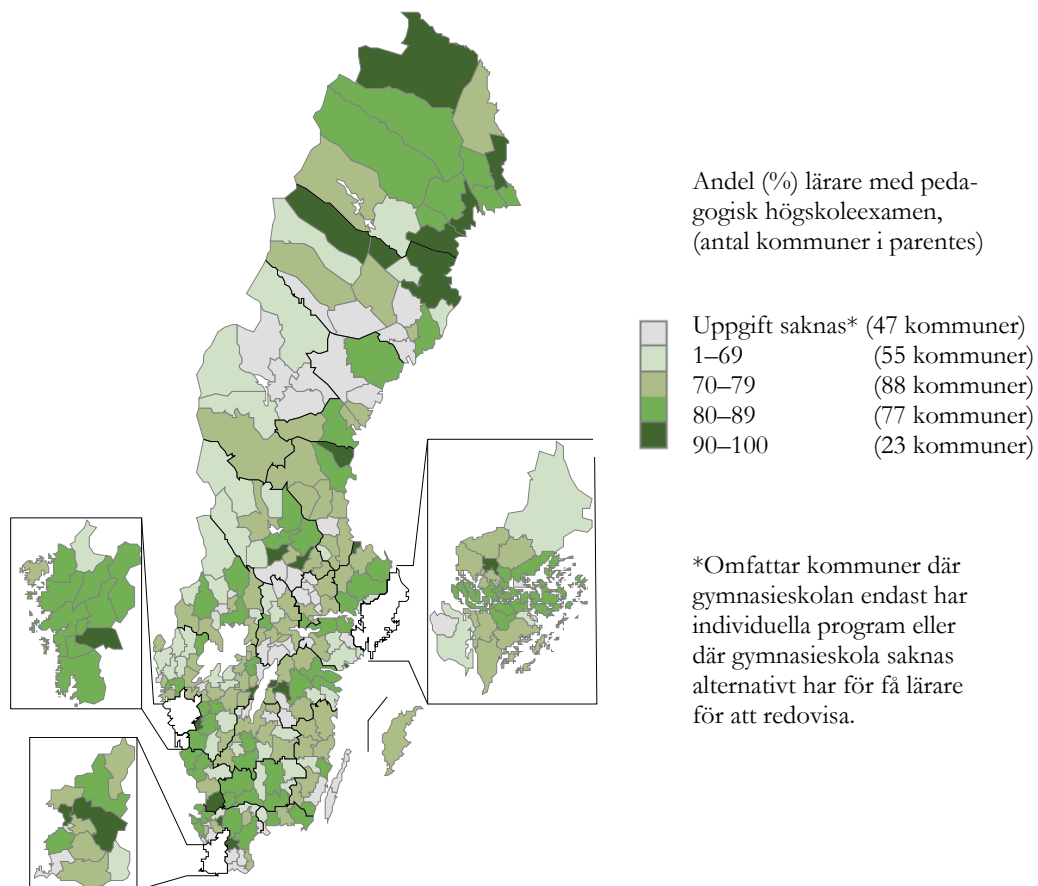 Andel (%) lärare med peda-
gogisk högskoleexamen,
(antal kommuner i parentes)
Uppgift saknas* (47 kommuner)
1–69 (55 kommuner)
70–79 (88 kommuner)
80–89 (77 kommuner)
90–100 (23 kommuner)
*Omfattar kommuner där
gymnasieskolan endast har
individuella program eller
där gymnasieskola saknas
alternativt har för få lärare
för att redovisa.